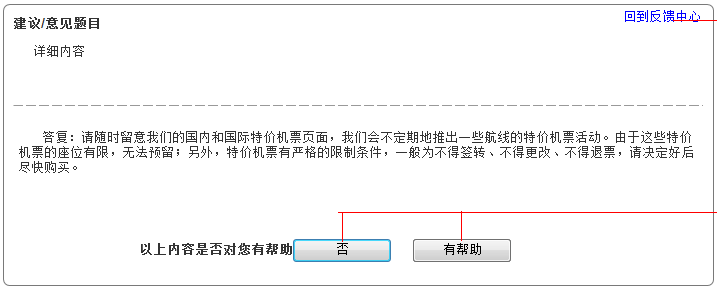 回到反馈中心
建议/意见题目
详细内容
答复：请随时留意我们的国内和国际特价机票页面，我们会不定期地推出一些航线的特价机票活动。由于这些特价
机票的座位有限，无法预留；另外，特价机票有严格的限制条件，一般为不得签转、不得更改、不得退票，请决定好后
尽快购买。
以上内容是否对您有帮助 否 有帮助